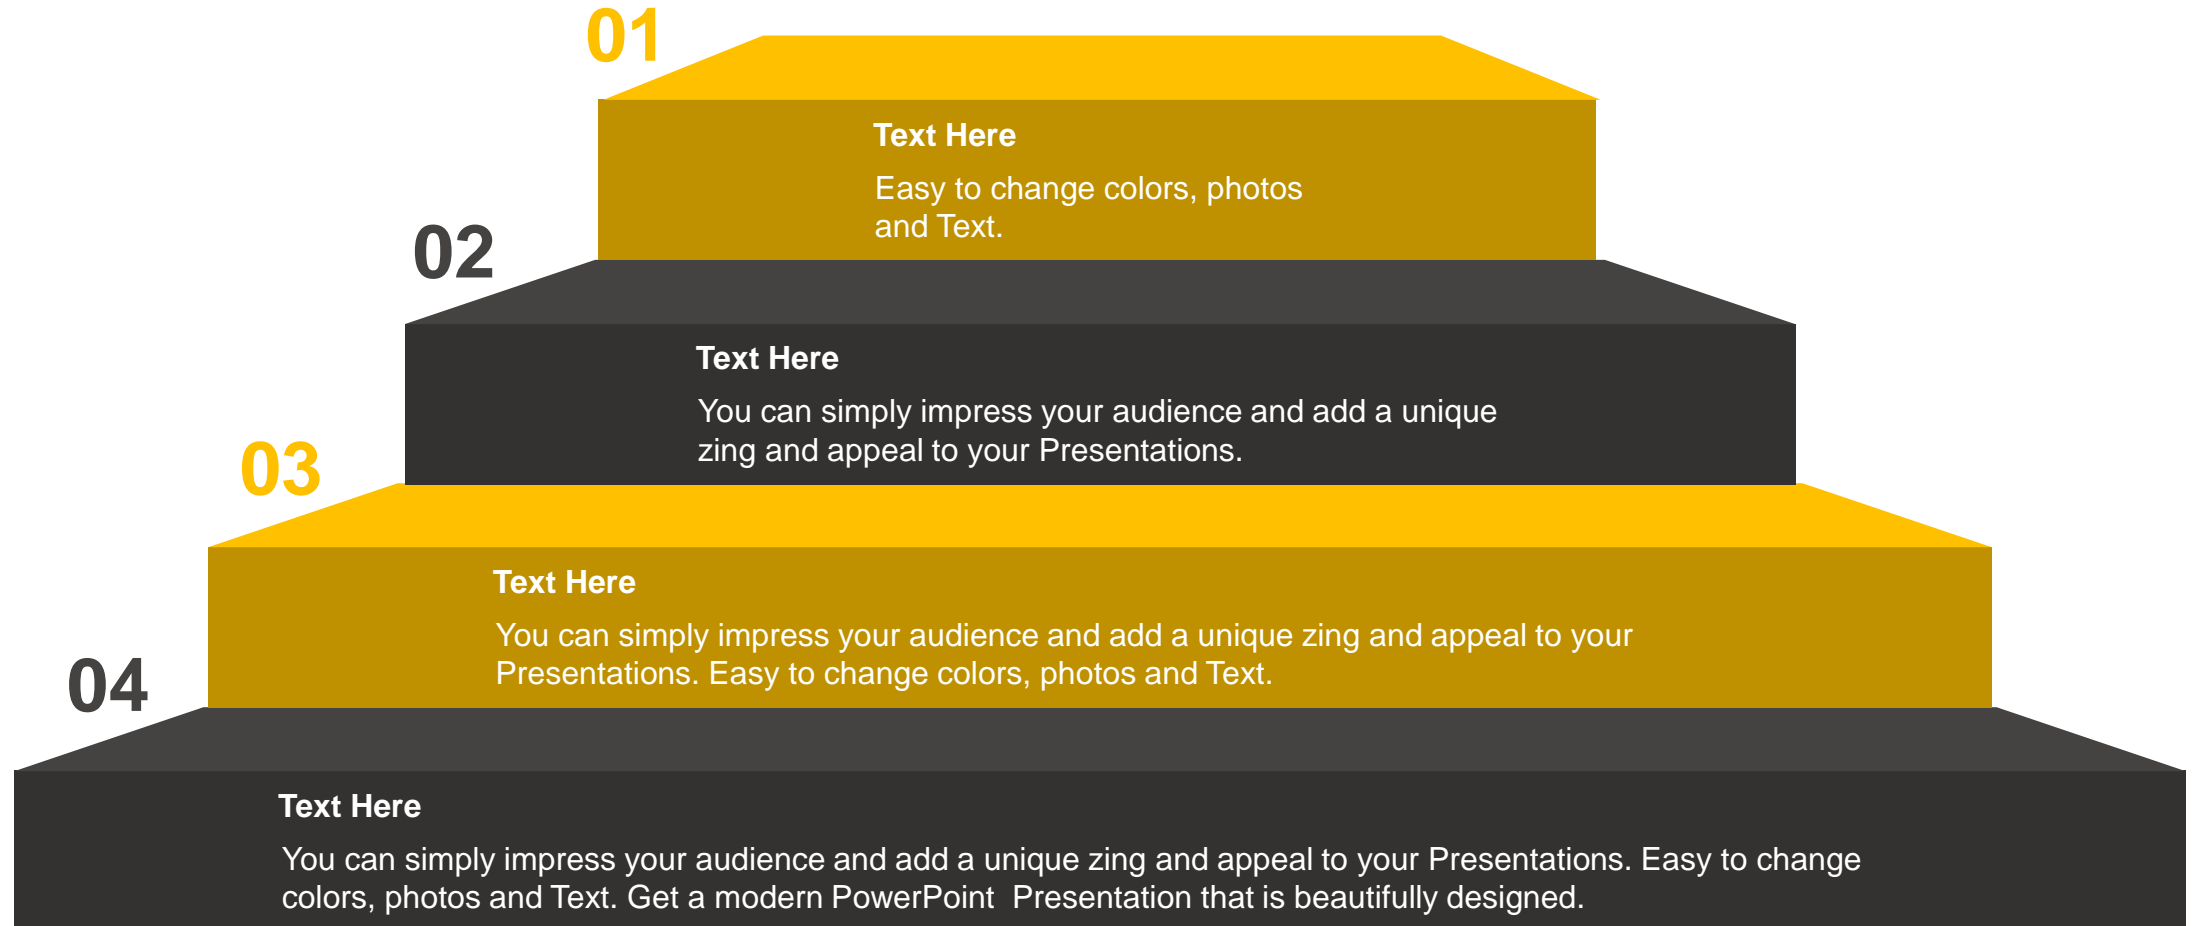 01
Text Here
Easy to change colors, photos
and Text.
02
Text Here
You can simply impress your audience and add a unique
zing and appeal to your Presentations.
03
Text Here
You can simply impress your audience and add a unique zing and appeal to your
Presentations. Easy to change colors, photos and Text.
04
Text Here
You can simply impress your audience and add a unique zing and appeal to your Presentations. Easy to change
colors, photos and Text. Get a modern PowerPoint  Presentation that is beautifully designed.